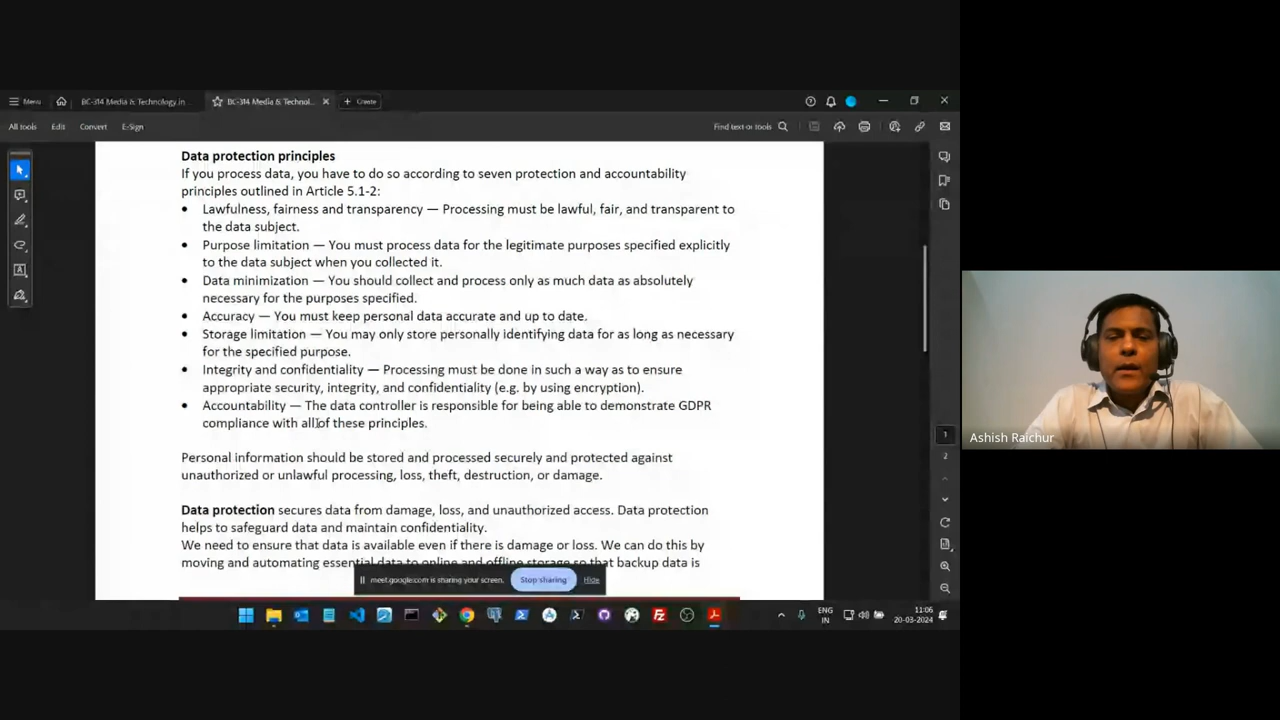 Menu
BC-314 Media & Technology.in
BC-314 Media & Technol...
Create
All tools
Edit
Convert
E-Sign
Find text or tools
Data protection principles
If you process data, you have to do so according to seven protection and accountability
principles outlined in Article 5.1-2:
• Lawfulness, fairness and transparency — Processing must be lawful, fair, and transparent to
the data subject.
• Purpose limitation — You must process data for the legitimate purposes specified explicitly
to the data subject when you collected it.
• Data minimization — You should collect and process only as much data as absolutely
necessary for the purposes specified.
• Accuracy — You must keep personal data accurate and up to date.
• Storage limitation — You may only store personally identifying data for as long as necessary
for the specified purpose.
• Integrity and confidentiality — Processing must be done in such a way as to ensure
appropriate security, integrity, and confidentiality (e.g. by using encryption).
• Accountability — The data controller is responsible for being able to demonstrate GDPR
compliance with all of these principles.
Personal information should be stored and processed securely and protected against
unauthorized or unlawful processing, loss, theft, destruction, or damage.
Data protection secures data from damage, loss, and unauthorized access. Data protection
helps to safeguard data and maintain confidentiality.
We need to ensure that data is available even if there is damage or loss. We can do this by
moving and automating essential data to online and offline storage so that backup data is
meet.google.com is sharing your screen.
Stop sharing
Hide
1
2
ENG
IN
11:06
20-03-2024
Ashish Raichur